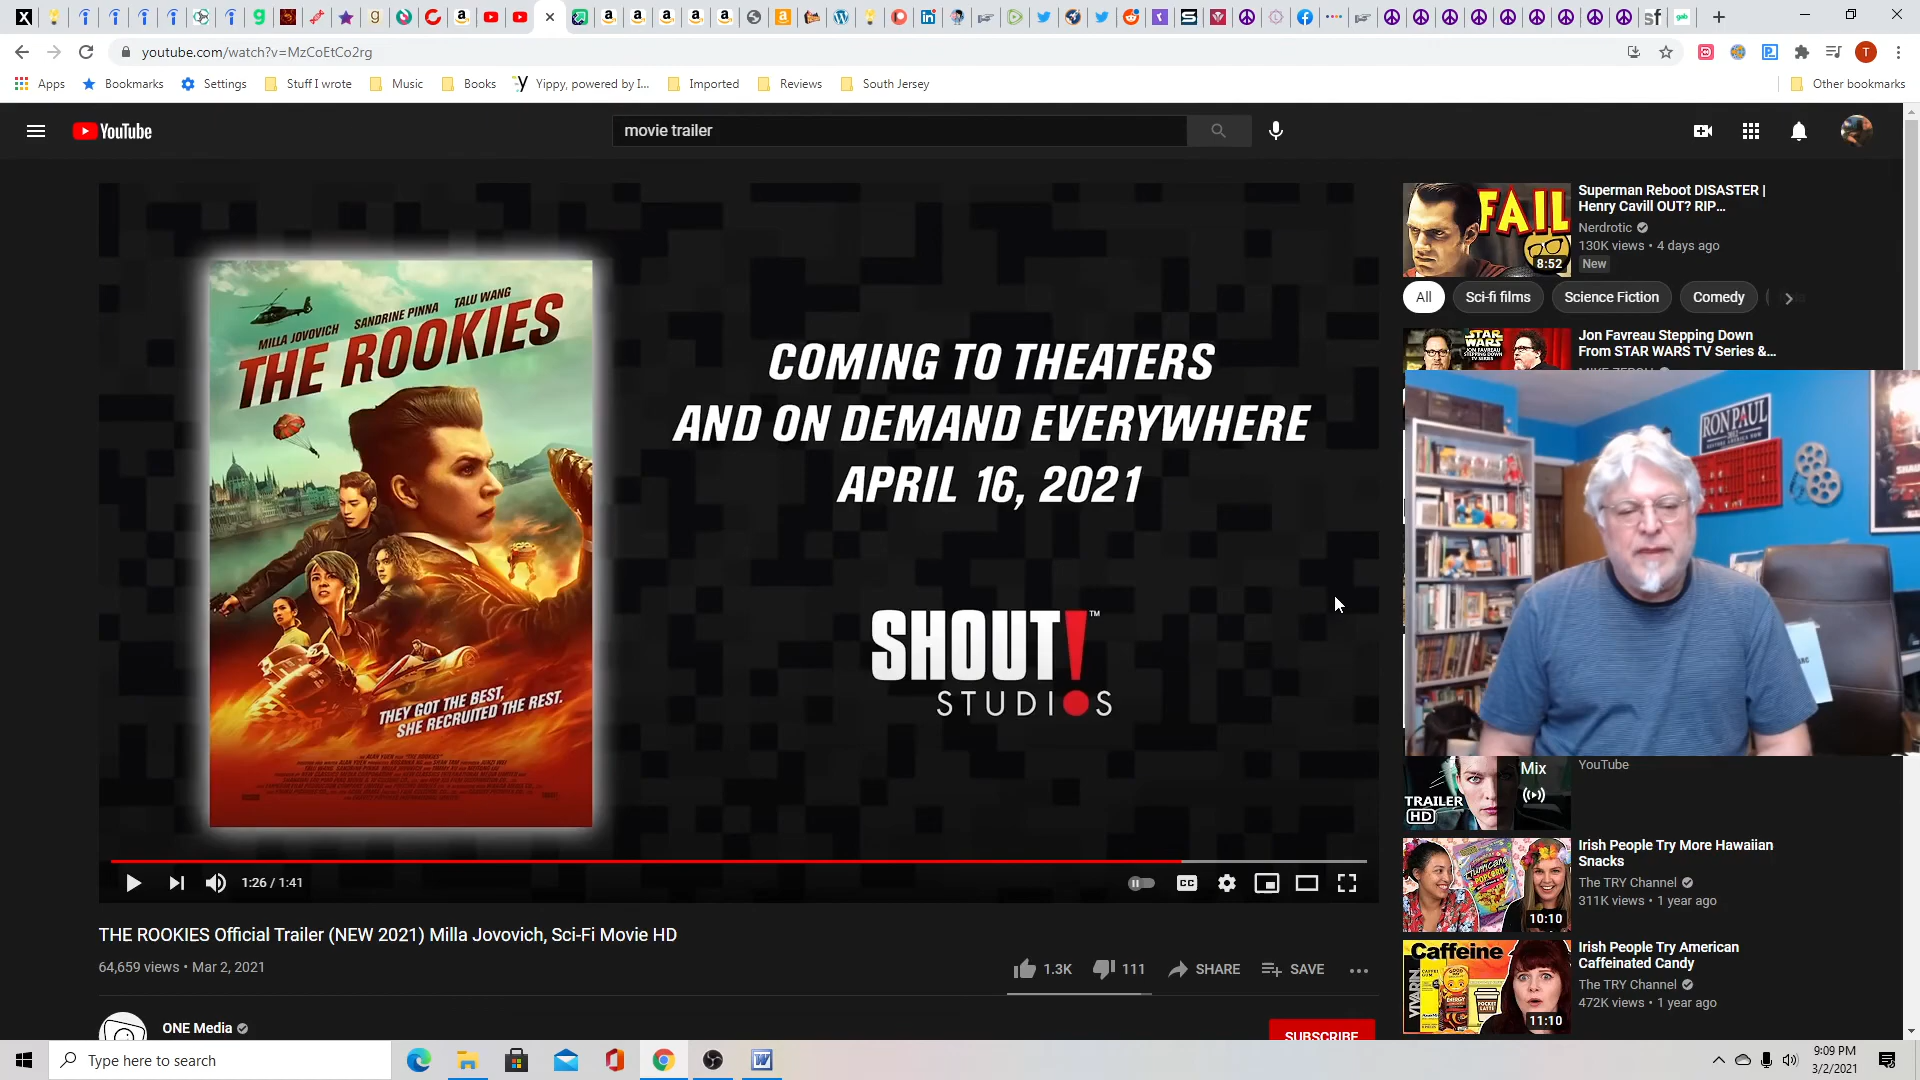 youtube.com/watch?v=MzCoEtCo2rg
Apps
Bookmarks
Settings
Stuff I wrote
Music
Books
Yippy, powered by I...
Imported
Reviews
South Jersey
Other bookmarks
YouTube
movie trailer
MILLA JOVOVICH SANDRINE PINNA TALU WANG
THE ROOKIES
THEY GOT THE BEST,
SHE RECRUITED THE REST.
COMING TO THEATERS
AND ON DEMAND EVERYWHERE
APRIL 16, 2021
SHOUT!™
STUDIOS
1:26 / 1:41
CC
THE ROOKIES Official Trailer (NEW 2021) Milla Jovovich, Sci-Fi Movie HD
64,659 views • Mar 2, 2021
1.3K
111
SHARE
SAVE
ONE Media
SUBSCRIBE
FAIL
8:52
Superman Reboot DISASTER |
Henry Cavill OUT? RIP...
Nerdrotic
130K views • 4 days ago
New
All
Sci-fi films
Science Fiction
Comedy
STAR
WARS
Jon Favreau Stepping Down
From STAR WARS TV Series &...
RON PAUL
TRAILER
HD
Mix
YouTube
10:10
Irish People Try More Hawaiian
Snacks
The TRY Channel
311K views • 1 year ago
Caffeine
VIVARIN
11:10
Irish People Try American
Caffeinated Candy
The TRY Channel
472K views • 1 year ago
Type here to search
9:09 PM
3/2/2021